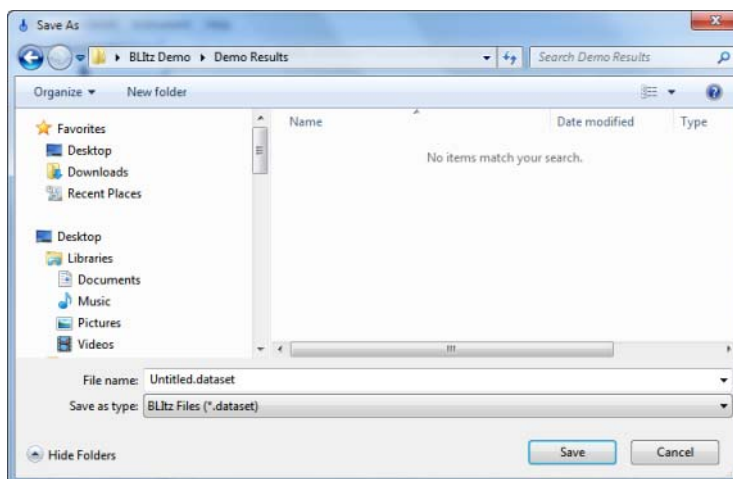 Save As
BLItz Demo Demo Results
Search Demo Results
Organize New folder
Favorites
Desktop
Downloads
Recent Places
Desktop
Libraries
Documents
Music
Pictures
Videos
Name Date modified Type
No items match your search.
File name: Untitled.dataset
Save as type: BLItz Files (*.dataset)
Hide Folders Save Cancel